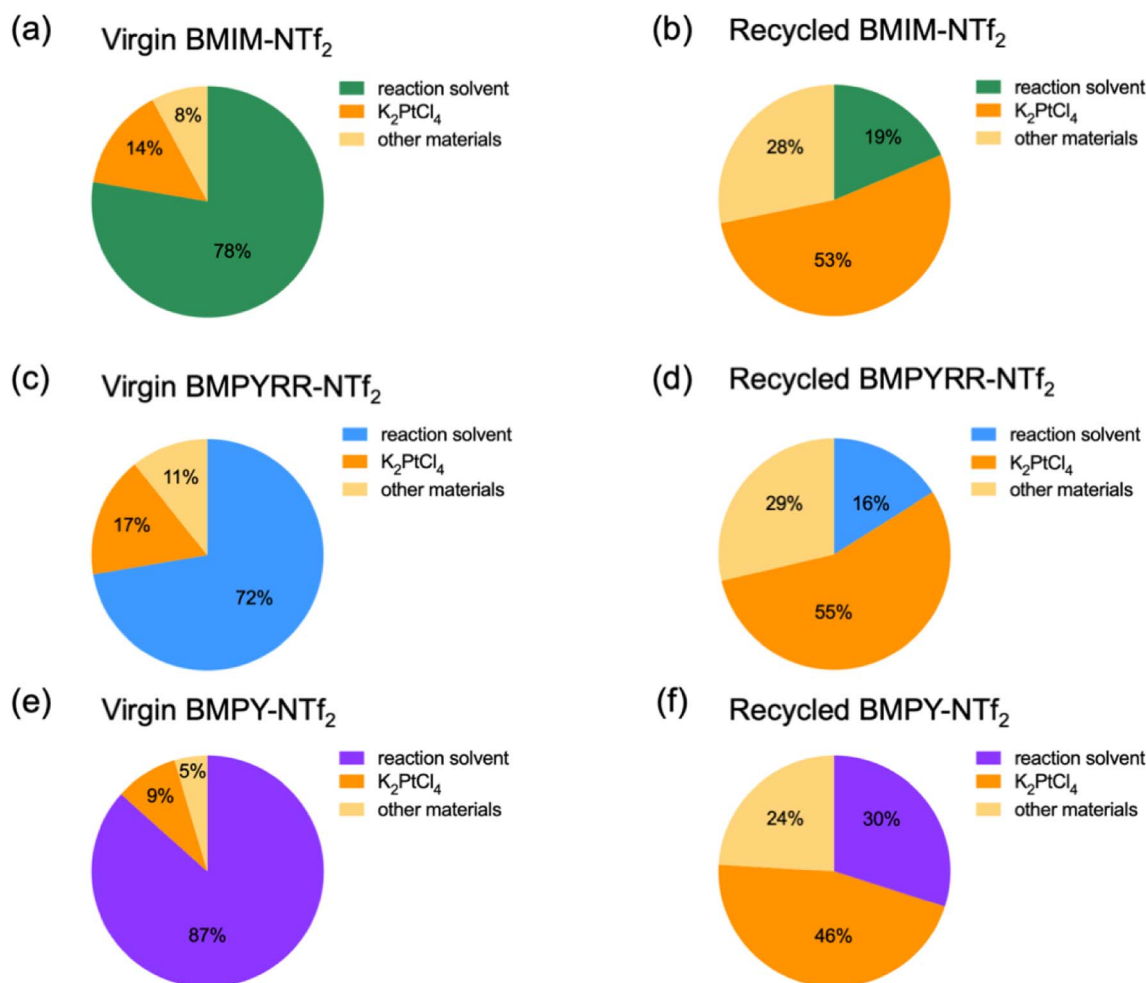 (a) Virgin BMIM-NTf₂
reaction solvent
K₂PtCl₄
other materials
8%
14%
78%
(b) Recycled BMIM-NTf₂
reaction solvent
K₂PtCl₄
other materials
28%
19%
53%
(c) Virgin BMPYRR-NTf₂
reaction solvent
K₂PtCl₄
other materials
11%
17%
72%
(d) Recycled BMPYRR-NTf₂
reaction solvent
K₂PtCl₄
other materials
29%
16%
55%
(e) Virgin BMPY-NTf₂
reaction solvent
K₂PtCl₄
other materials
5%
9%
87%
(f) Recycled BMPY-NTf₂
reaction solvent
K₂PtCl₄
other materials
24%
30%
46%